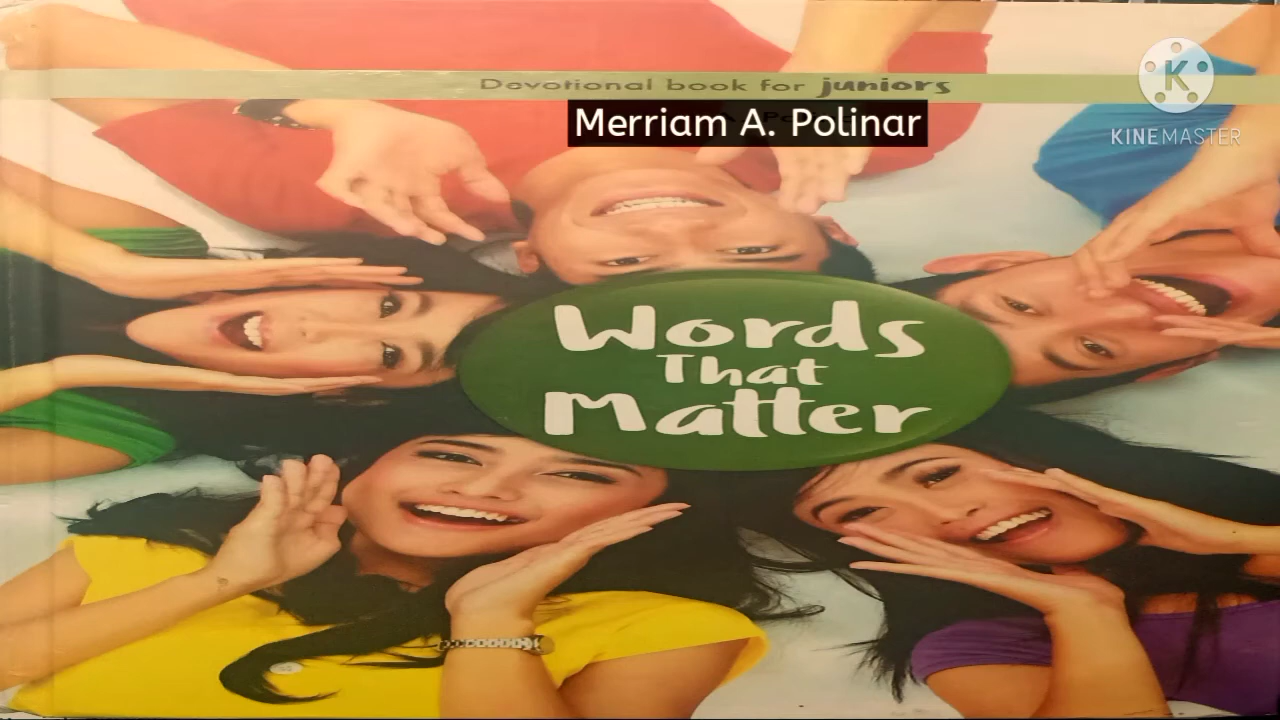 Devotional book for juniors
Merriam A. Polinar
K
KINEMASTER
Words
That
Matter